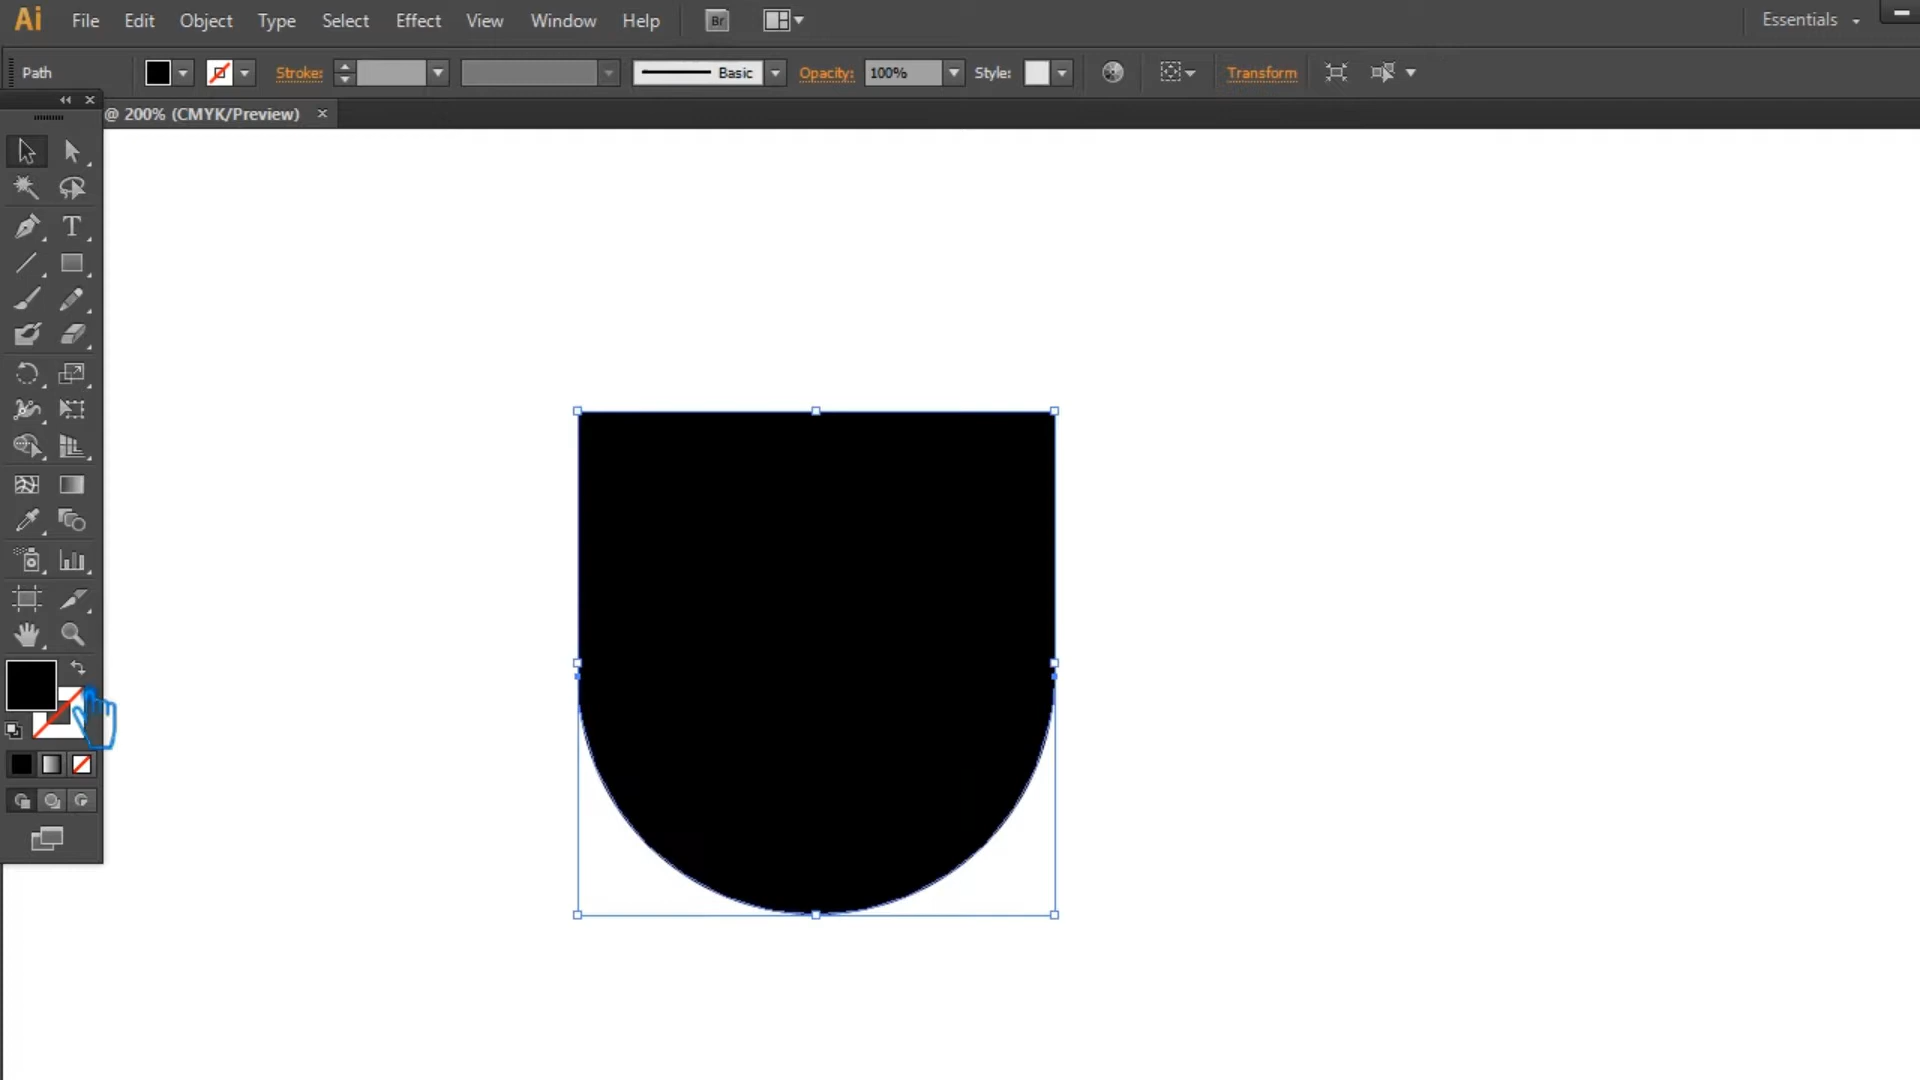 Ai File Edit Object Type Select Effect View Window Help Br Essentials
Path Stroke: Basic Opacity: 100% Style: Transform
@ 200% (CMYK/Preview)
T